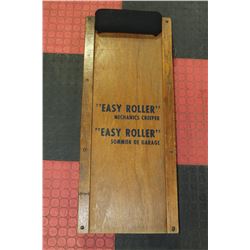 "EASY ROLLER"
MECHANICS CREEPER
"EASY ROLLER"
SOMMIER DE GARAGE